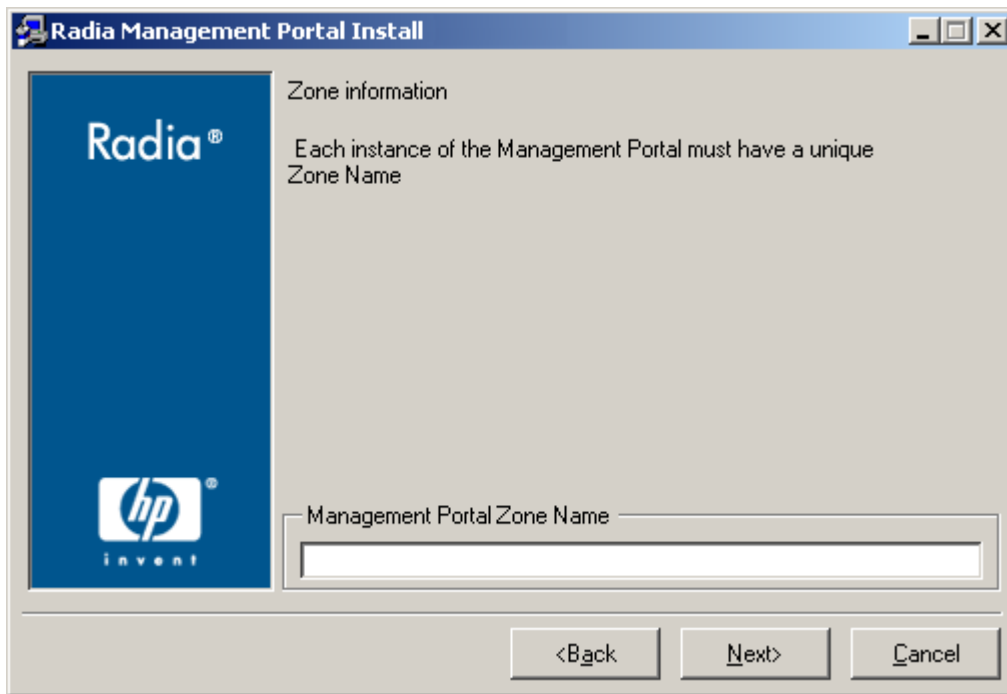 Radia Management Portal Install
Radia®
Zone information
Each instance of the Management Portal must have a unique
Zone Name
hp®
invent
Management Portal Zone Name
<Back
Next>
Cancel